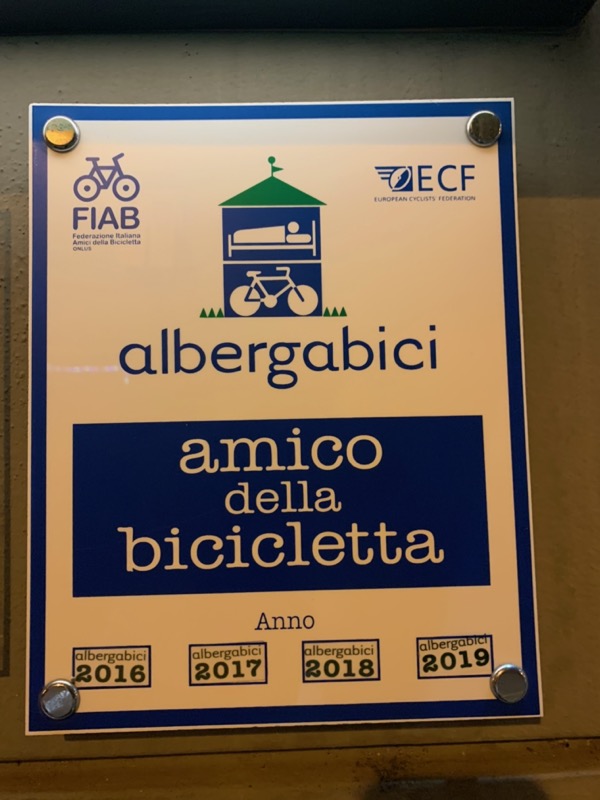 FIAB
Federazione Italiana
Amici della Bicicletta
ONLUS
ECF
EUROPEAN CYCLISTS' FEDERATION
albergabici
amico
della
bicicletta
Anno
albergabici
2016
albergabici
2017
albergabici
2018
albergabici
2019